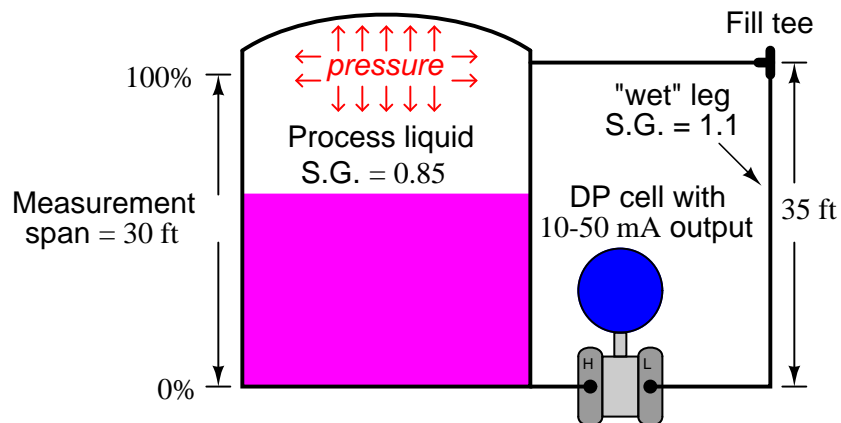 Fill tee
100%
pressure
"wet" leg
S.G. = 1.1
Process liquid
S.G. = 0.85
Measurement
span = 30 ft
DP cell with
10-50 mA output
35 ft
H
L
0%